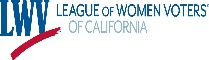 LWV LEAGUE OF WOMEN VOTERS®
OF CALIFORNIA